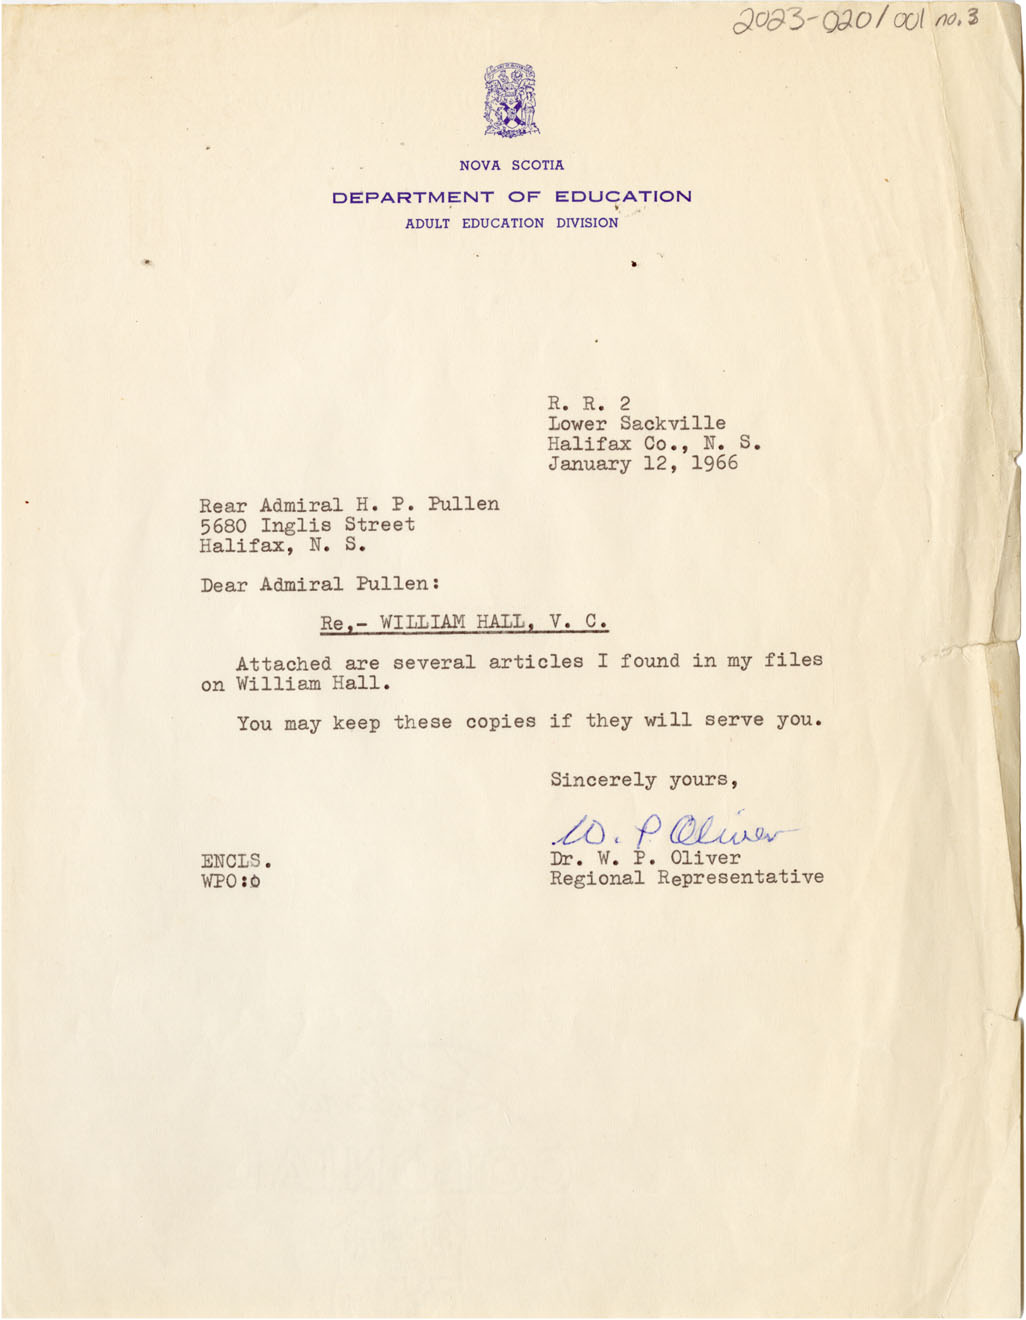 2023-020/001 no. 3
NOVA SCOTIA
DEPARTMENT OF EDUCATION
ADULT EDUCATION DIVISION
R. R. 2
Lower Sackville
Halifax Co., N. S.
January 12, 1966
Rear Admiral H. P. Pullen
5680 Inglis Street
Halifax, N. S.
Dear Admiral Pullen:
Re,- WILLIAM HALL, V. C.
Attached are several articles I found in my files
on William Hall.
You may keep these copies if they will serve you.
Sincerely yours,
W. P. Oliver
Dr. W. P. Oliver
Regional Representative
ENCLS.
WPO:o